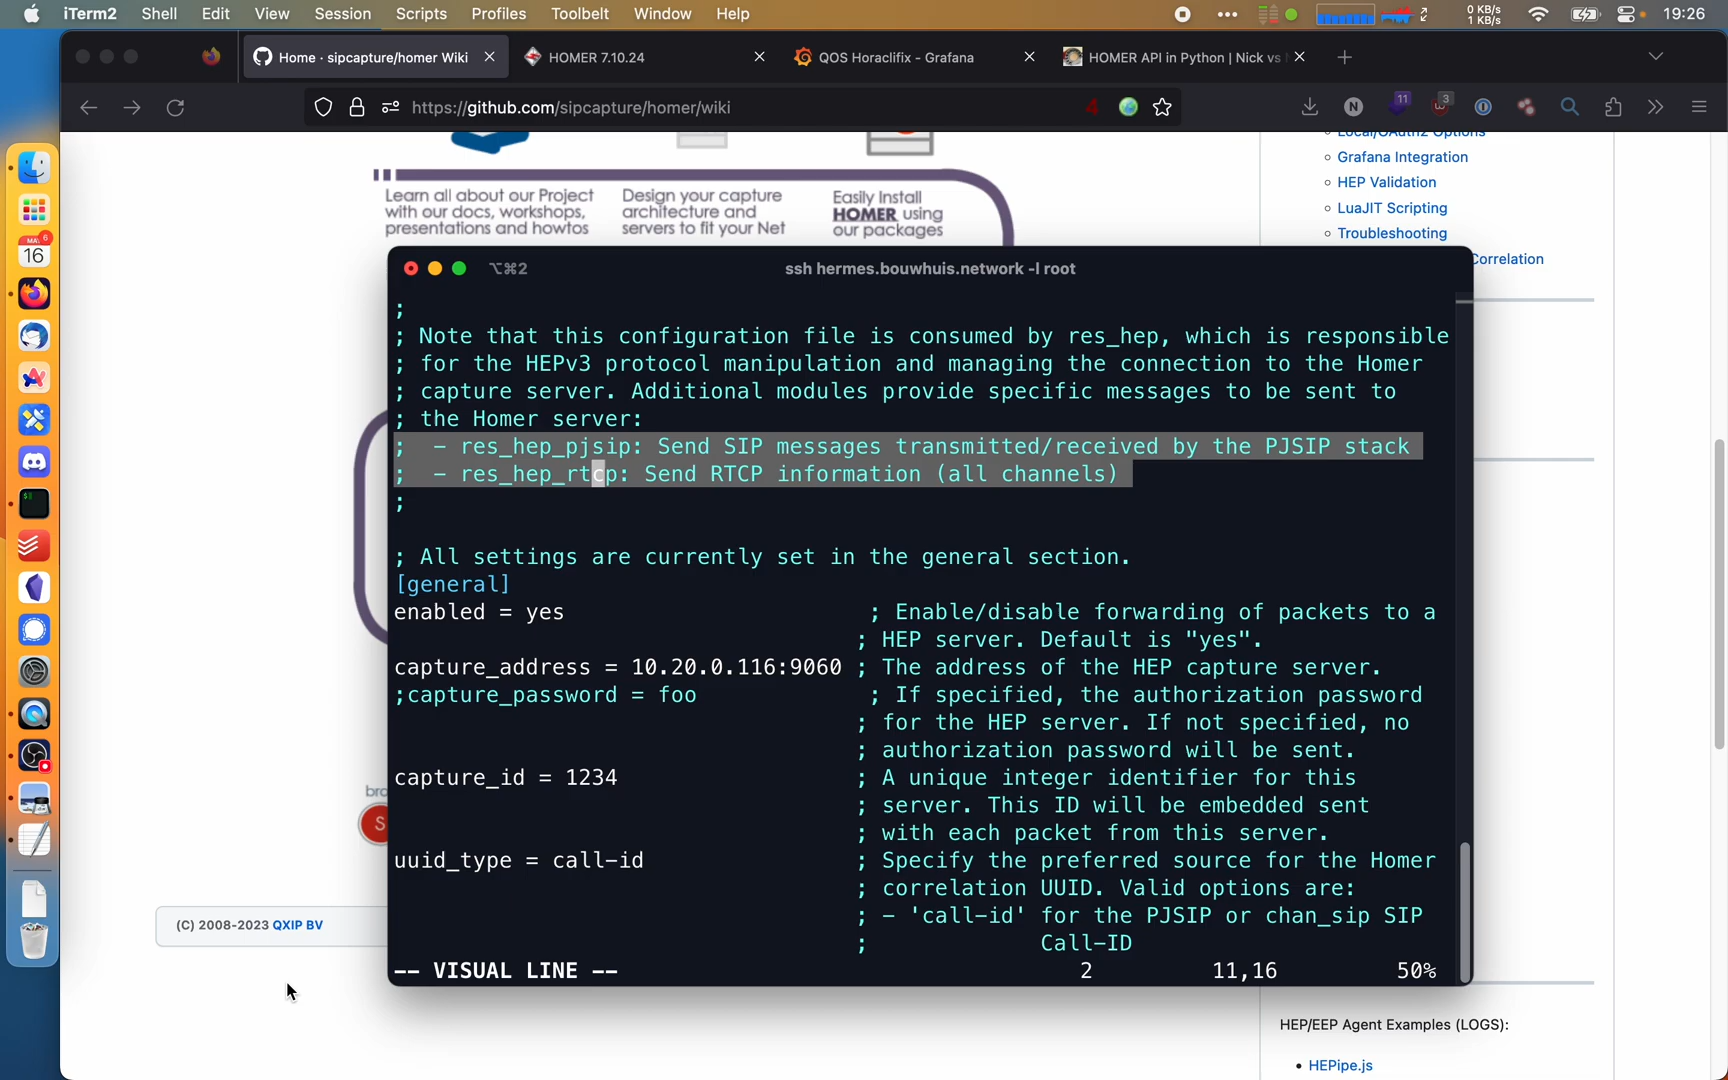 iTerm2 Shell Edit View Session Scripts Profiles Toolbelt Window Help
0 KB/s
1 KB/s
19:26
Home · sipcapture/homer Wiki
HOMER 7.10.24
QOS Horaclifix - Grafana
HOMER API in Python | Nick vs
https://github.com/sipcapture/homer/wiki
11
3
MAY 6
16
Learn all about our Project
with our docs, workshops,
presentations and howtos
Design your capture
architecture and
servers to fit your Net
Easily Install
HOMER using
our packages
Local/OAuth2 Options
Grafana Integration
HEP Validation
LuaJIT Scripting
Troubleshooting
Correlation
⌥⌘2
ssh hermes.bouwhuis.network -l root
;
; Note that this configuration file is consumed by res_hep, which is responsible
; for the HEPv3 protocol manipulation and managing the connection to the Homer
; capture server. Additional modules provide specific messages to be sent to
; the Homer server:
;  - res_hep_pjsip: Send SIP messages transmitted/received by the PJSIP stack
;  - res_hep_rtcp: Send RTCP information (all channels)
;
; All settings are currently set in the general section.
[general]
enabled = yes ; Enable/disable forwarding of packets to a
; HEP server. Default is "yes".
capture_address = 10.20.0.116:9060 ; The address of the HEP capture server.
;capture_password = foo ; If specified, the authorization password
; for the HEP server. If not specified, no
; authorization password will be sent.
capture_id = 1234 ; A unique integer identifier for this
; server. This ID will be embedded sent
; with each packet from this server.
uuid_type = call-id ; Specify the preferred source for the Homer
; correlation UUID. Valid options are:
; - 'call-id' for the PJSIP or chan_sip SIP
; Call-ID
-- VISUAL LINE -- 2 11,16 50%
bro
S
(C) 2008-2023 QXIP BV
HEP/EEP Agent Examples (LOGS):
HEPipe.js